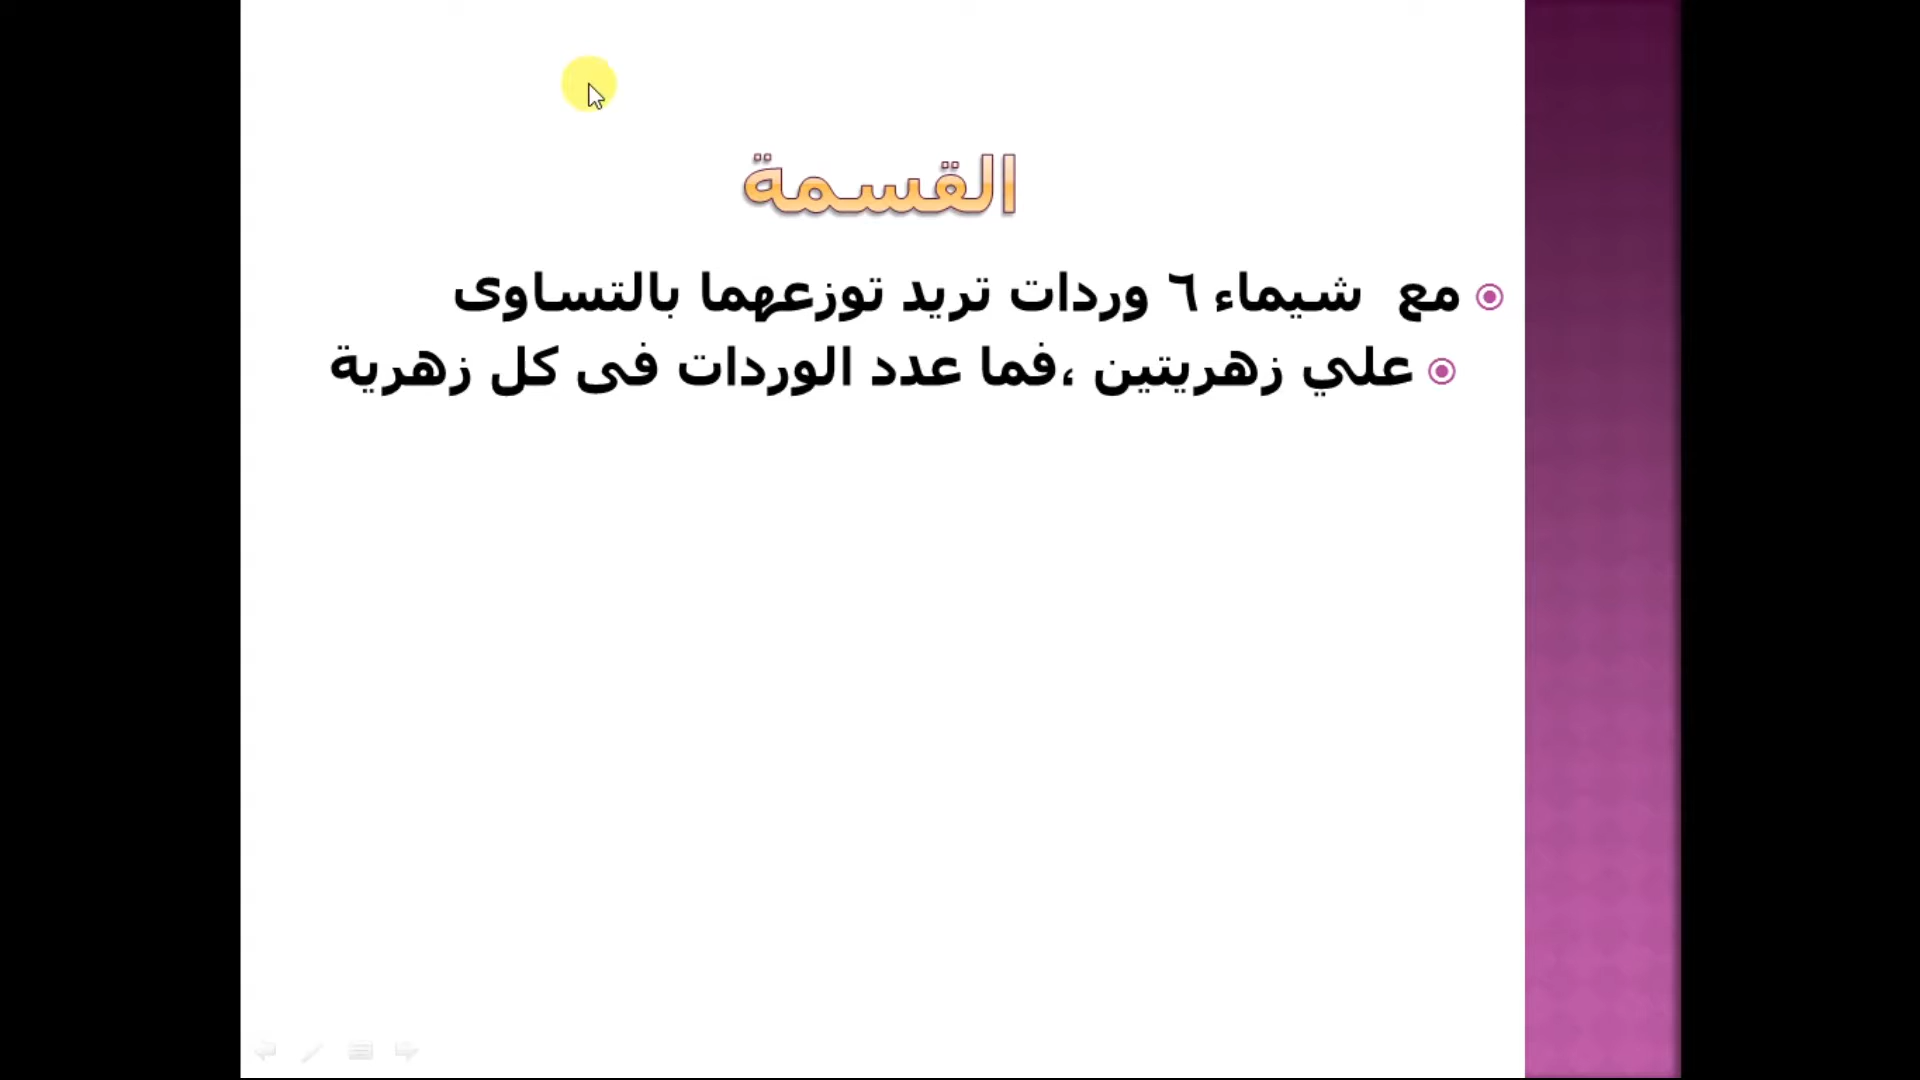 القسمة
مع شيماء ٦ وردات تريد توزعهما بالتساوى
علي زهريتين ،فما عدد الوردات فى كل زهرية